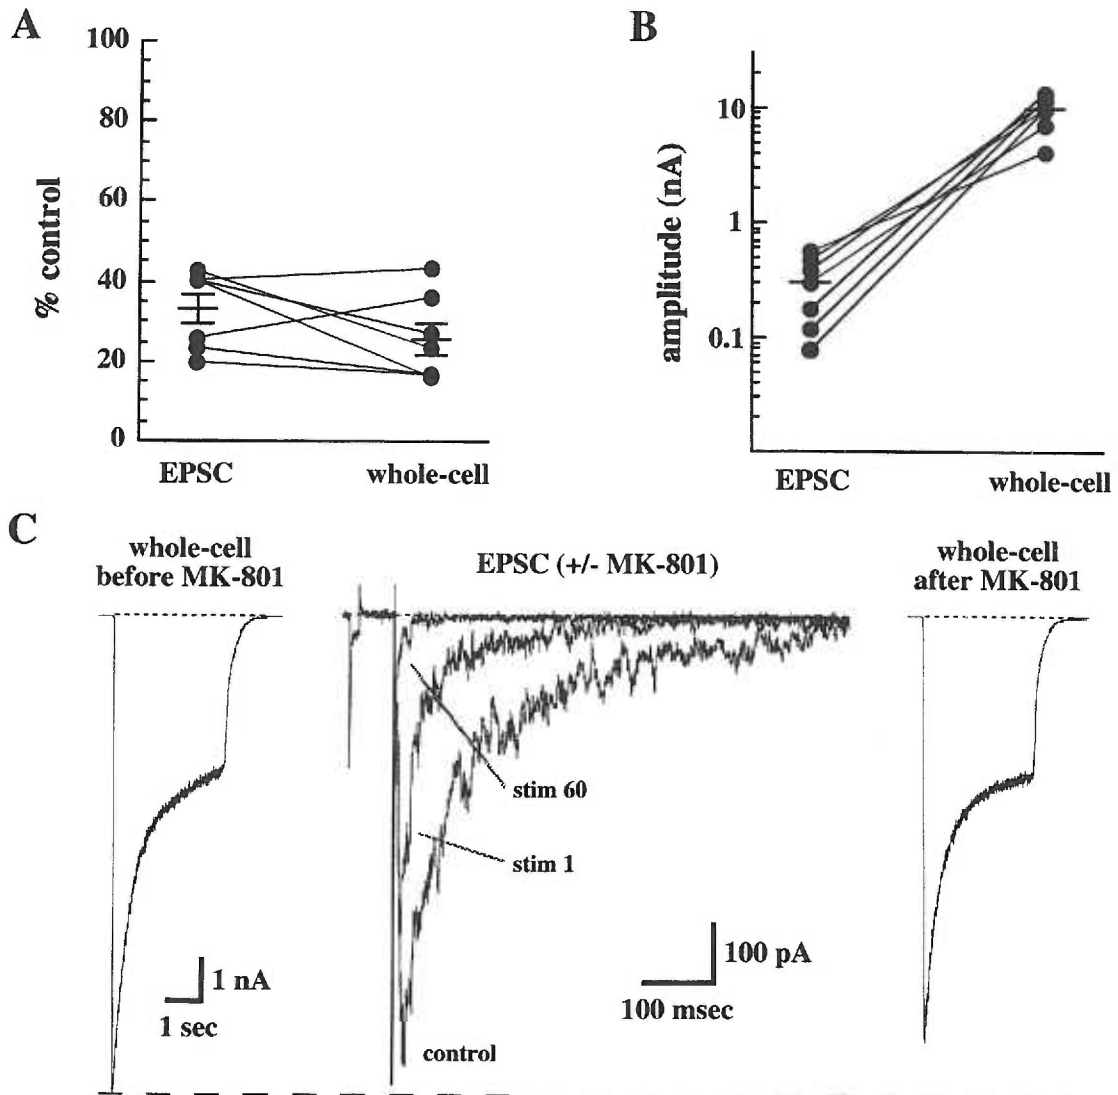 A
100
80
60
40
20
0
% control
EPSC
whole-cell
B
10
1
0.1
amplitude (nA)
EPSC
whole-cell
C
whole-cell
before MK-801
EPSC (+/- MK-801)
whole-cell
after MK-801
stim 60
stim 1
control
1 nA
1 sec
100 pA
100 msec